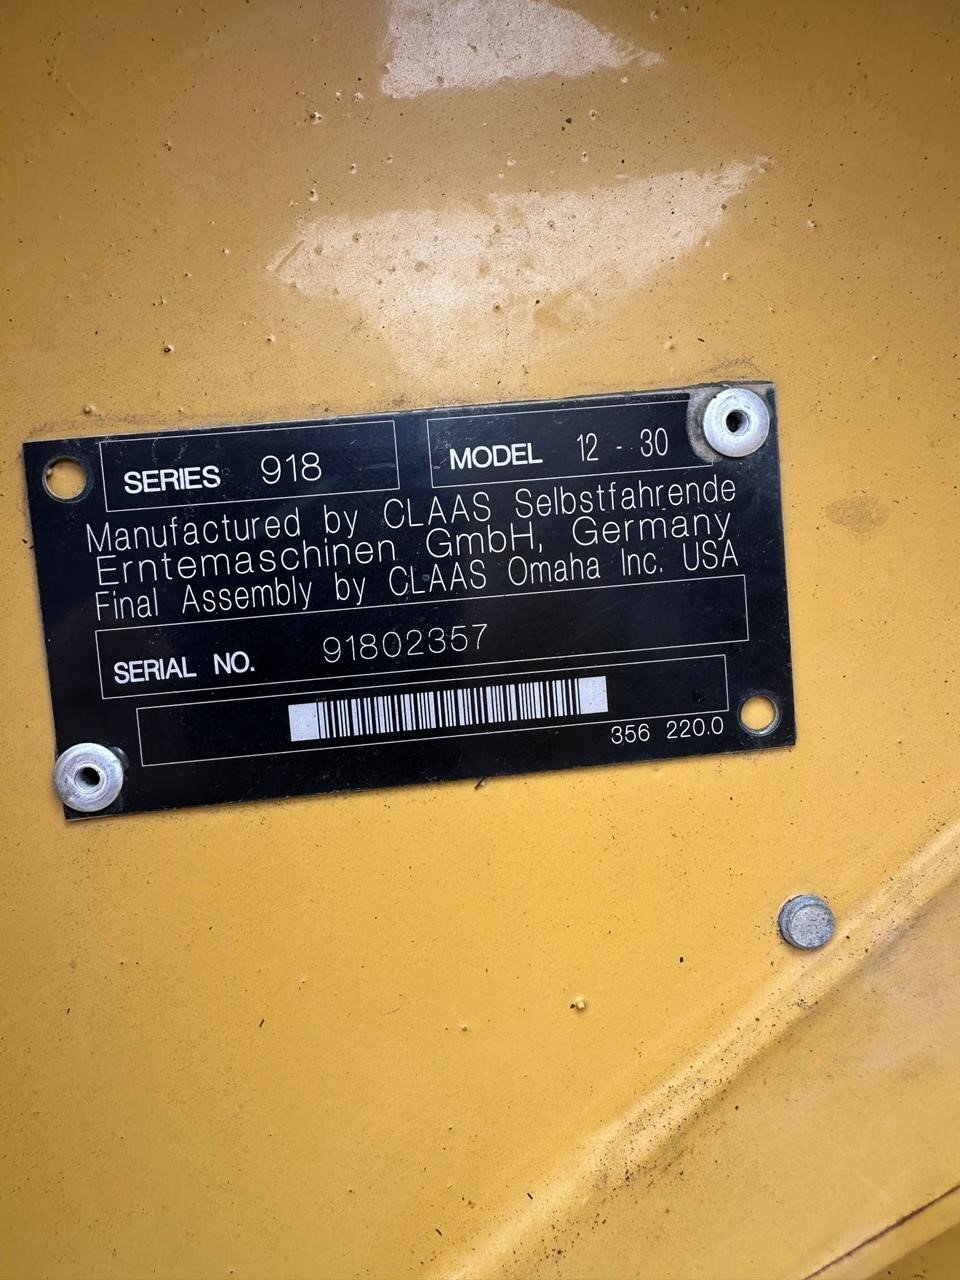 SERIES 918 MODEL 12 - 30
Manufactured by CLAAS Selbstfahrende
Erntemaschinen GmbH, Germany
Final Assembly by CLAAS Omaha Inc. USA
SERIAL NO. 91802357
356 220.0